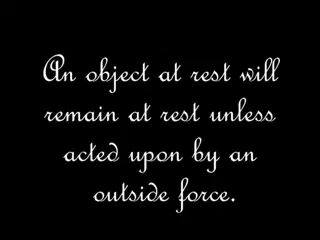 An object at rest will
remain at rest unless
acted upon by an
outside force.